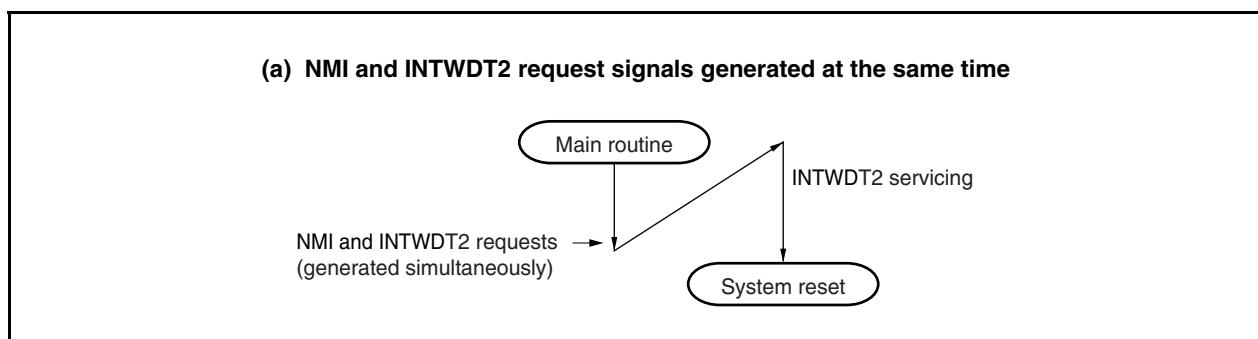 (a) NMI and INTWDT2 request signals generated at the same time
Main routine
INTWDT2 servicing
NMI and INTWDT2 requests
(generated simultaneously)
System reset